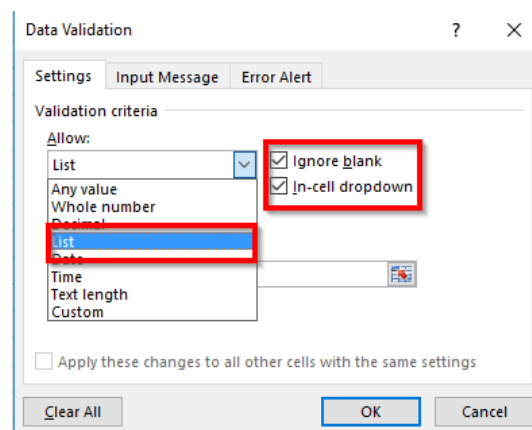 Data Validation ?
Settings Input Message Error Alert
Validation criteria
Allow:
List
Ignore blank
In-cell dropdown
Any value
Whole number
Decimal
List
Date
Time
Text length
Custom
Apply these changes to all other cells with the same settings
Clear All OK Cancel